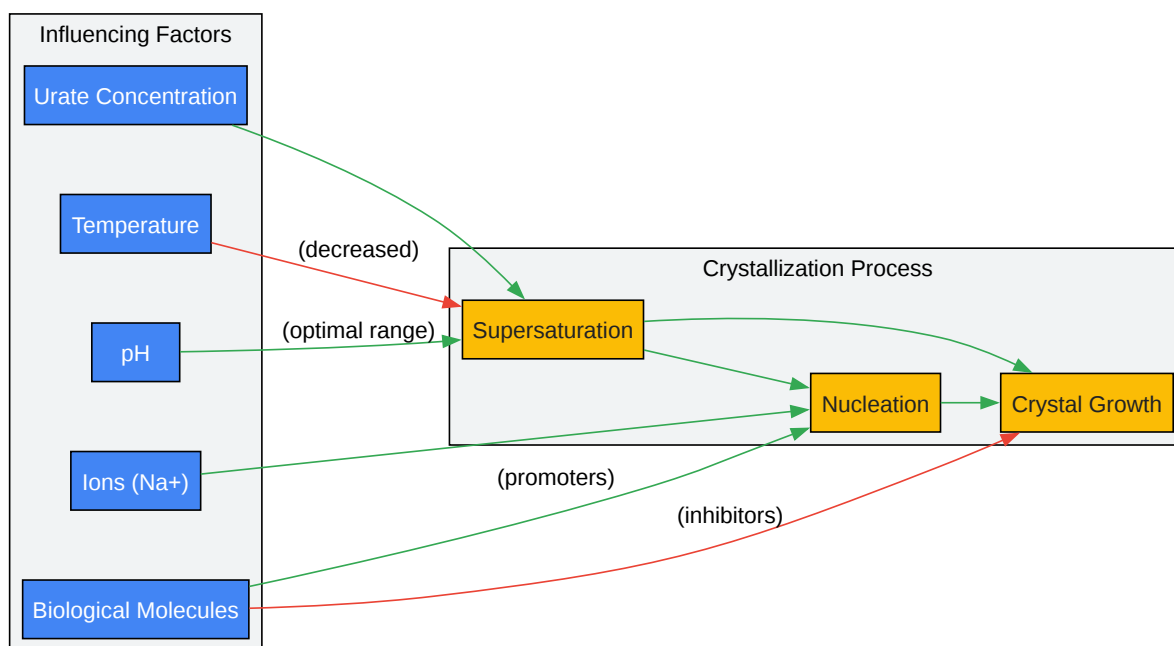 Influencing Factors
Urate Concentration
Temperature
(decreased)
Crystallization Process
Supersaturation
(optimal range)
pH
Nucleation
Crystal Growth
Ions (Na+)
(promoters)
(inhibitors)
Biological Molecules